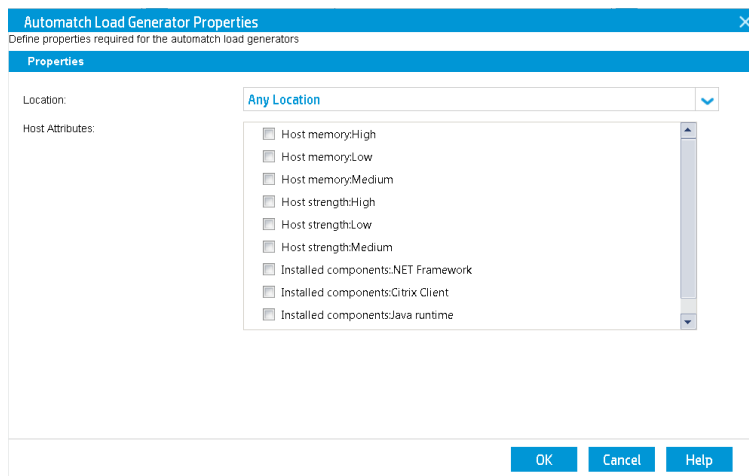 Automatch Load Generator Properties
Define properties required for the automatch load generators
Properties
Location:
Any Location
Host Attributes:
Host memory:High
Host memory:Low
Host memory:Medium
Host strength:High
Host strength:Low
Host strength:Medium
Installed components:.NET Framework
Installed components:Citrix Client
Installed components:Java runtime
OK
Cancel
Help